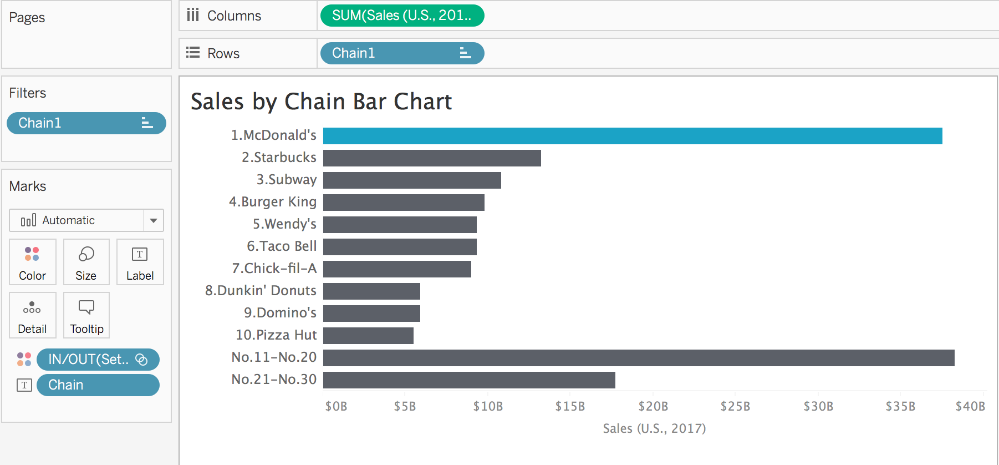 Pages
Columns
SUM(Sales (U.S., 201..
Rows
Chain1
Filters
Chain1
Marks
Automatic
Color
Size
T
Label
Detail
Tooltip
IN/OUT(Set..
T
Chain
Sales by Chain Bar Chart
1.McDonald's
2.Starbucks
3.Subway
4.Burger King
5.Wendy's
6.Taco Bell
7.Chick-fil-A
8.Dunkin' Donuts
9.Domino's
10.Pizza Hut
No.11-No.20
No.21-No.30
$0B $5B $10B $15B $20B $25B $30B $35B $40B
Sales (U.S., 2017)